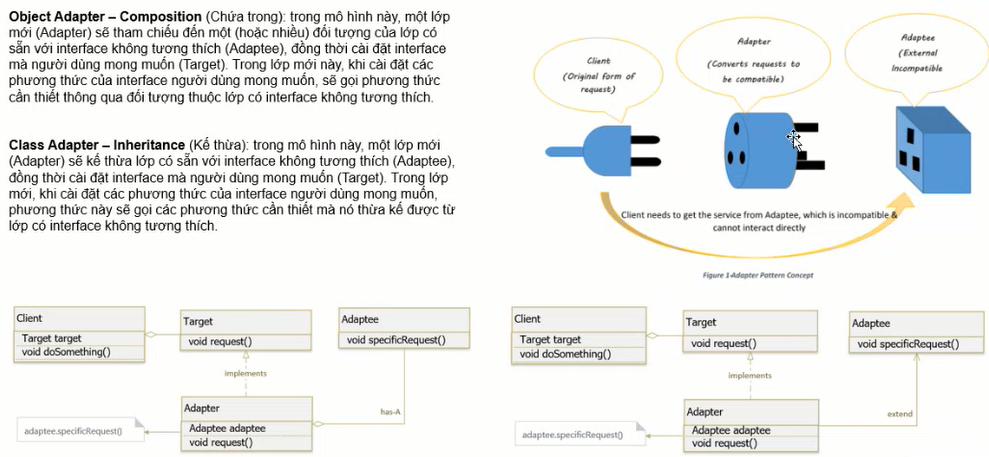 Object Adapter – Composition (Chứa trong): trong mô hình này, một lớp
mới (Adapter) sẽ tham chiếu đến một (hoặc nhiều) đối tượng của lớp có
sẵn với interface không tương thích (Adaptee), đồng thời cài đặt interface
mà người dùng mong muốn (Target). Trong lớp mới này, khi cài đặt các
phương thức của interface người dùng mong muốn, sẽ gọi phương thức
cần thiết thông qua đối tượng thuộc lớp có interface không tương thích.
Class Adapter – Inheritance (Kế thừa): trong mô hình này, một lớp mới
(Adapter) sẽ kế thừa lớp có sẵn với interface không tương thích (Adaptee),
đồng thời cài đặt interface mà người dùng mong muốn (Target). Trong lớp
mới, khi cài đặt các phương thức của interface người dùng mong muốn,
phương thức này sẽ gọi các phương thức cần thiết mà nó thừa kế được từ
lớp có interface không tương thích.
Client
(Original form of
request)
Adapter
(Converts requests to
be compatible)
Adaptee
(External
Incompatible
Client needs to get the service from Adaptee, which is incompatible &
cannot interact directly
Figure 1-Adapter Pattern Concept
Client
Target target
void doSomething()
Target
void request()
Adaptee
void specificRequest()
implements
Adapter
Adaptee adaptee
void request()
has-A
adaptee.specificRequest()
Client
Target target
void doSomething()
Target
void request()
Adaptee
void specificRequest()
implements
Adapter
Adaptee adaptee
void request()
extend
adaptee.specificRequest()